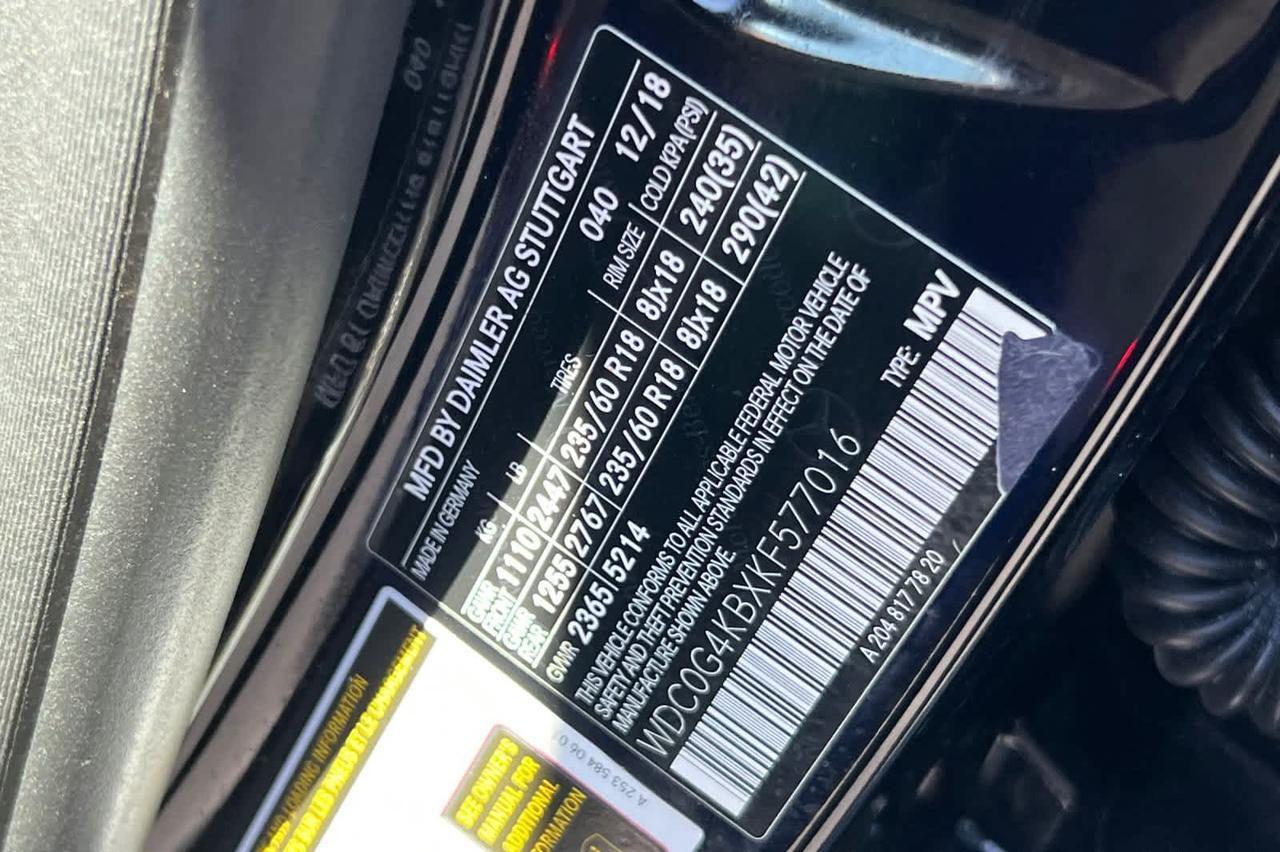 MFD BY DAIMLER AG STUTTGART
MADE IN GERMANY 040 12/18
KG LB TIRES RIM SIZE COLD KPA(PSI)
GAWR FRONT 1110 2447 235/60 R18 8Jx18 240(35)
GAWR REAR 1255 2767 235/60 R18 8Jx18 290(42)
GVWR 2365 5214
THIS VEHICLE CONFORMS TO ALL APPLICABLE FEDERAL MOTOR VEHICLE
SAFETY AND THEFT PREVENTION STANDARDS IN EFFECT ON THE DATE OF
MANUFACTURE SHOWN ABOVE.
WDC0G4KBXKF577016 TYPE: MPV
A 204 817 78 20
LOADING INFORMATION
SEE OWNER'S
MANUAL FOR
ADDITIONAL
A 253 584 06 0